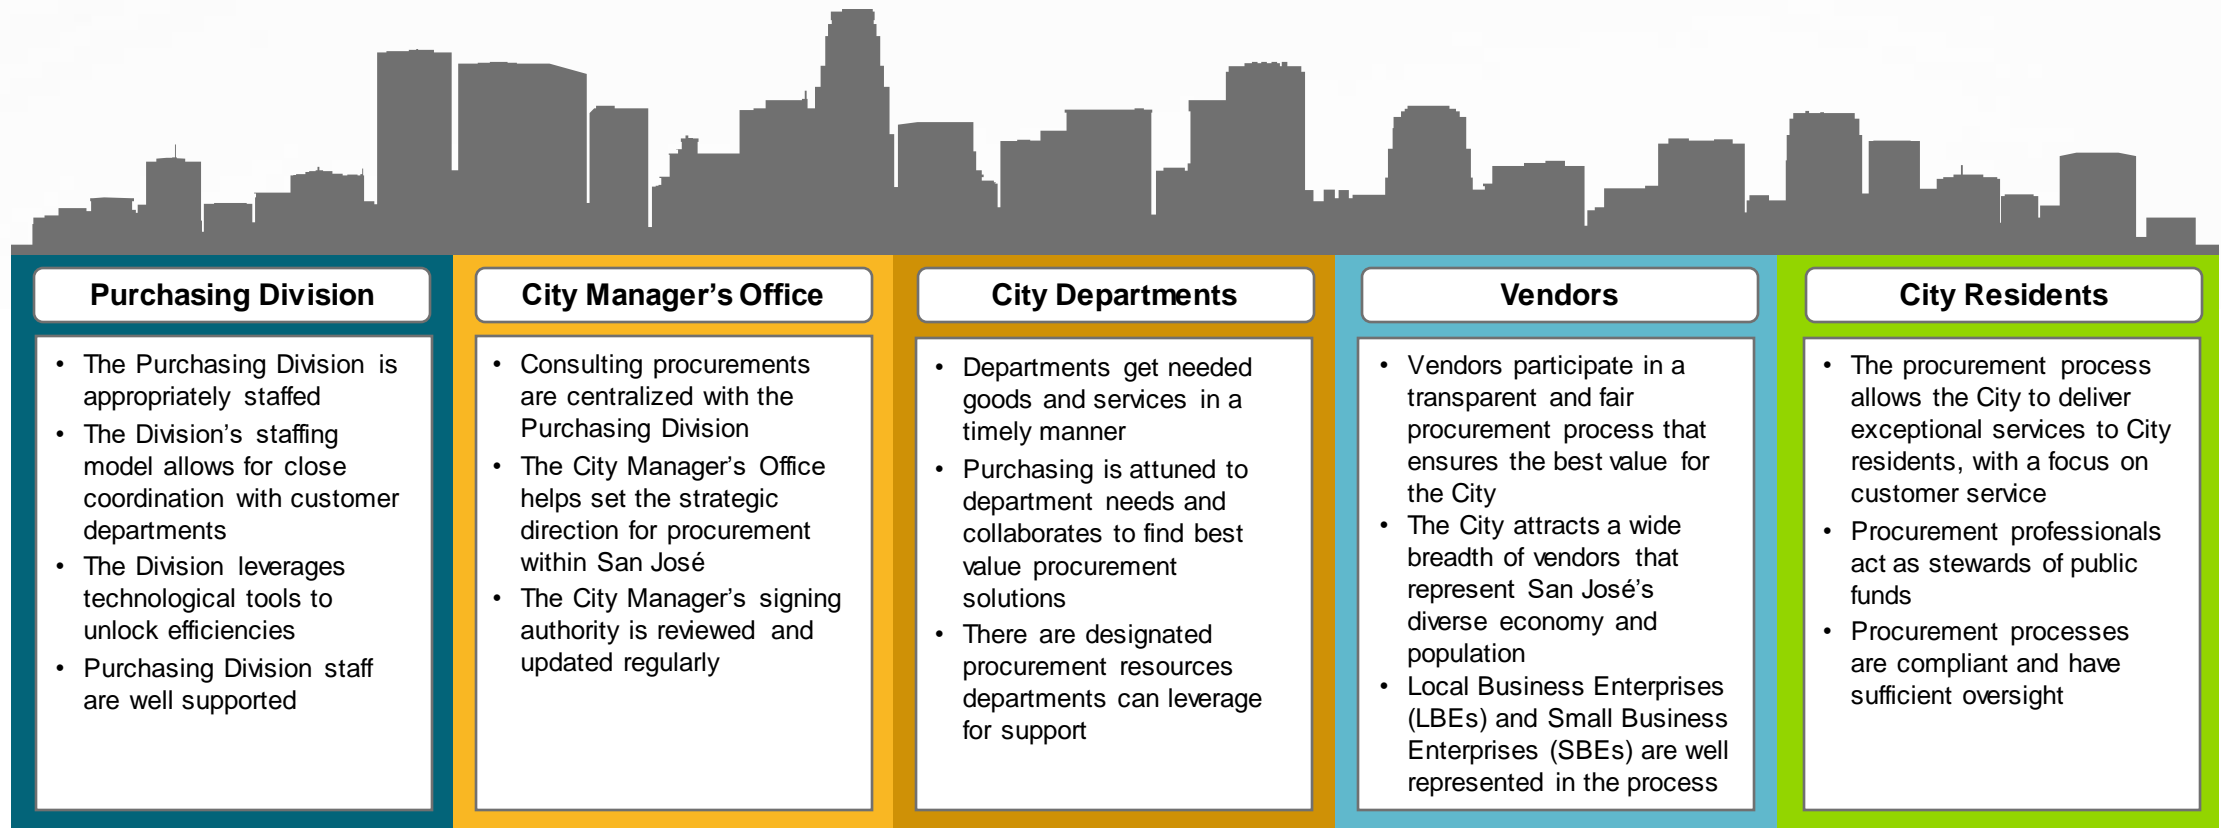 Purchasing Division
• The Purchasing Division is
appropriately staffed
• The Division's staffing
model allows for close
coordination with customer
departments
• The Division leverages
technological tools to
unlock efficiencies
• Purchasing Division staff
are well supported
City Manager's Office
• Consulting procurements
are centralized with the
Purchasing Division
• The City Manager's Office
helps set the strategic
direction for procurement
within San José
• The City Manager's signing
authority is reviewed and
updated regularly
City Departments
• Departments get needed
goods and services in a
timely manner
• Purchasing is attuned to
department needs and
collaborates to find best
value procurement
solutions
• There are designated
procurement resources
departments can leverage
for support
Vendors
• Vendors participate in a
transparent and fair
procurement process that
ensures the best value for
the City
• The City attracts a wide
breadth of vendors that
represent San José's
diverse economy and
population
• Local Business Enterprises
(LBEs) and Small Business
Enterprises (SBEs) are well
represented in the process
City Residents
• The procurement process
allows the City to deliver
exceptional services to City
residents, with a focus on
customer service
• Procurement professionals
act as stewards of public
funds
• Procurement processes
are compliant and have
sufficient oversight